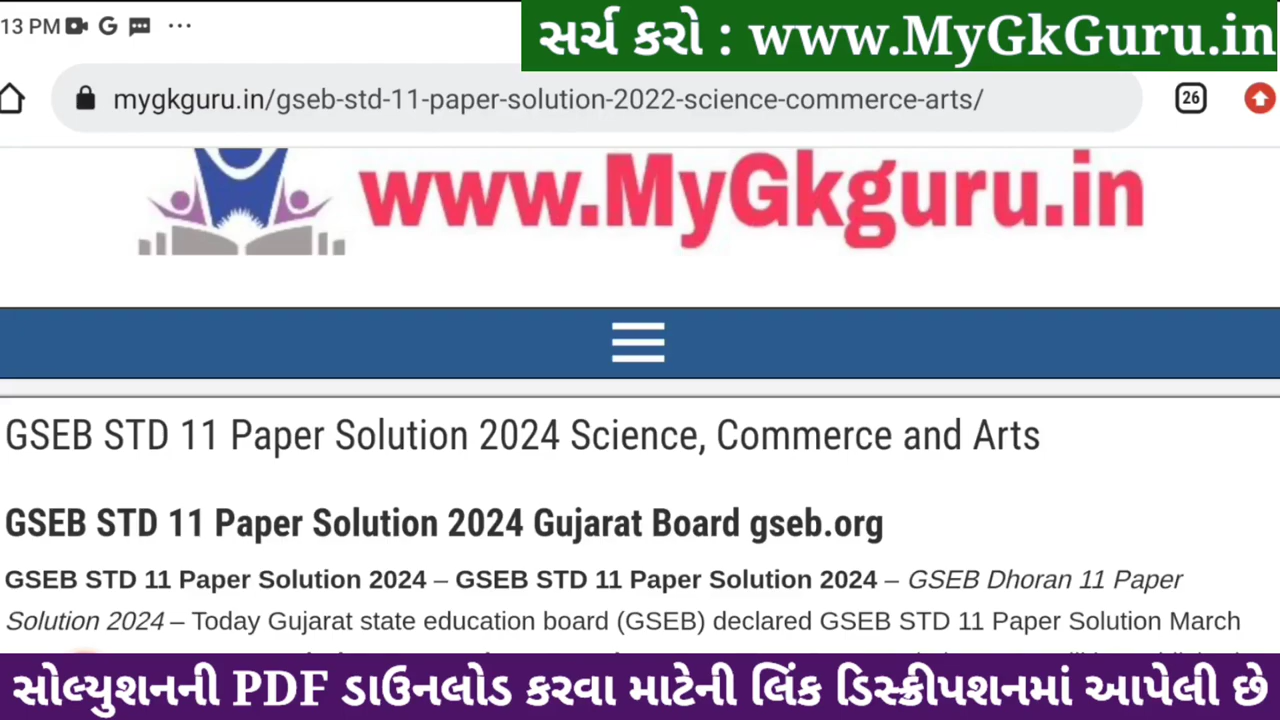 13 PM G ...
સર્ચ કરો : www.MyGkGuru.in
mygkguru.in/gseb-std-11-paper-solution-2022-science-commerce-arts/
26
www.MyGkguru.in
GSEB STD 11 Paper Solution 2024 Science, Commerce and Arts
GSEB STD 11 Paper Solution 2024 Gujarat Board gseb.org
GSEB STD 11 Paper Solution 2024 – GSEB STD 11 Paper Solution 2024 – GSEB Dhoran 11 Paper
Solution 2024 – Today Gujarat state education board (GSEB) declared GSEB STD 11 Paper Solution March
સોલ્યુશનની PDF ડાઉનલોડ કરવા માટેની લિંક ડિસ્ક્રીપશનમાં આપેલી છે